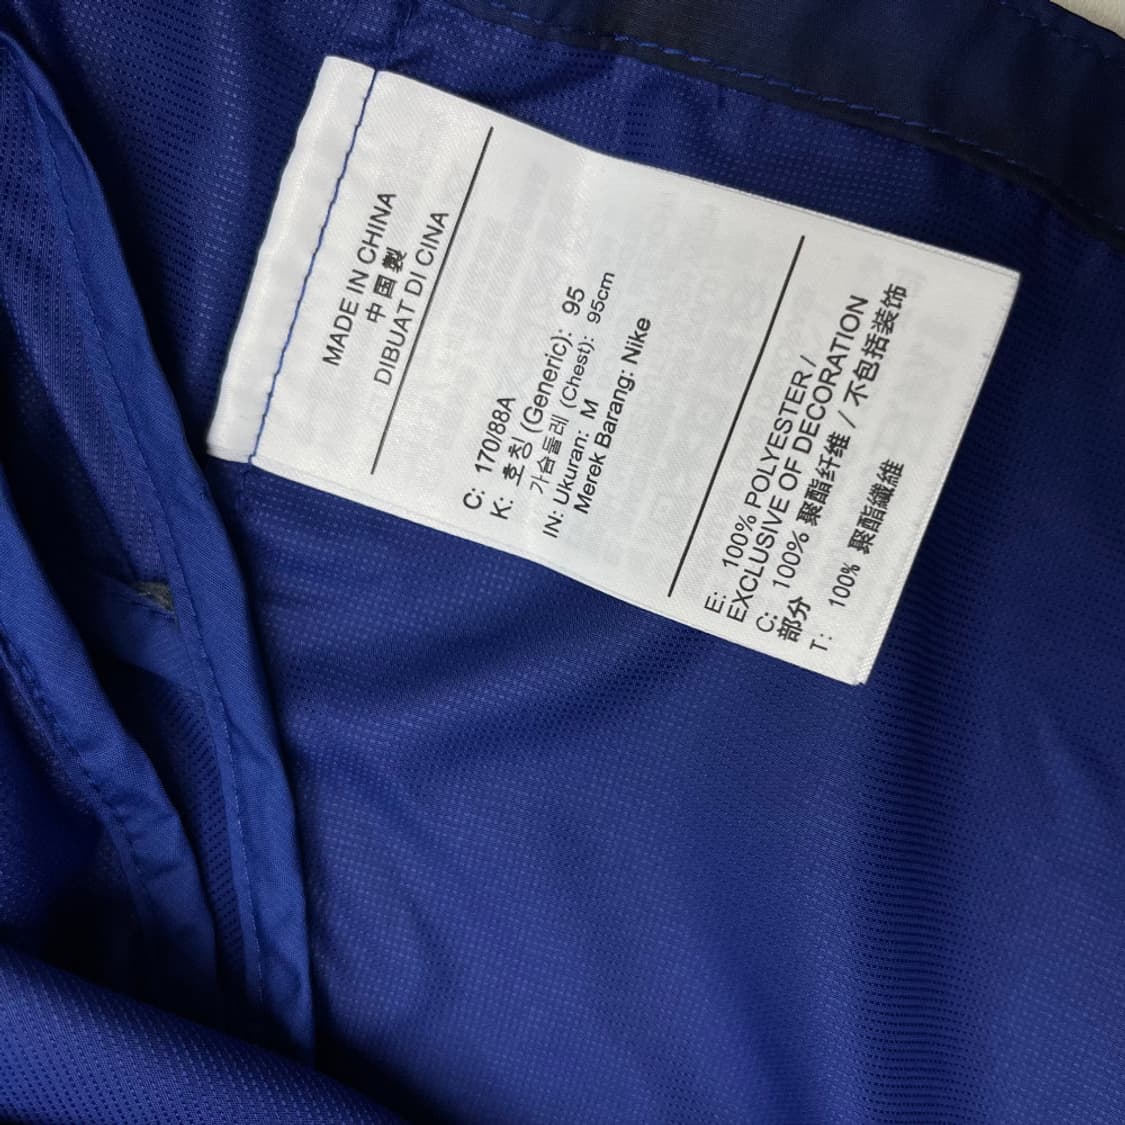 MADE IN CHINA
中国製
DIBUAT DI CINA
C: 170/88A
K: 호칭 (Generic): 95
가슴둘레 (Chest): 95cm
IN: Ukuran: M
Merek Barang: Nike
E: 100% POLYESTER /
EXCLUSIVE OF DECORATION
C: 100% 聚酯纤维 / 不包括装饰
部分
T: 100% 聚酯纖維